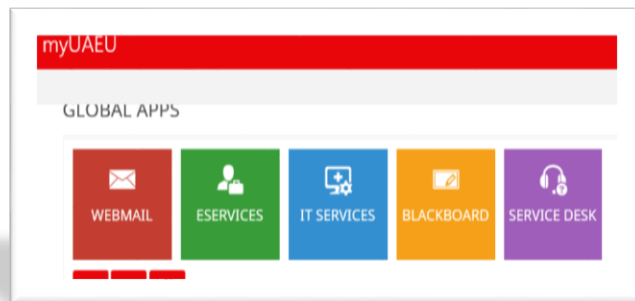 myUAEU
GLOBAL APPS
WEBMAIL
ESERVICES
IT SERVICES
BLACKBOARD
SERVICE DESK